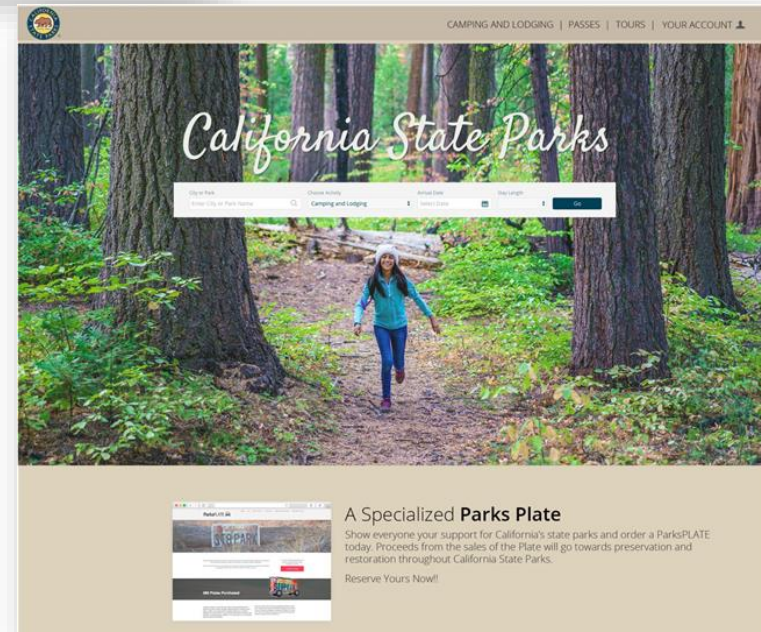 CAMPING AND LODGING | PASSES | TOURS | YOUR ACCOUNT
California State Parks
City or Park Choose Activity Arrival Date Stay Length
Enter City or Park Name Camping and Lodging Select Date Go
A Specialized Parks Plate
Show everyone your support for California's state parks and order a ParksPLATE
today. Proceeds from the sales of the Plate will go towards preservation and
restoration throughout California State Parks.
Reserve Yours Now!!